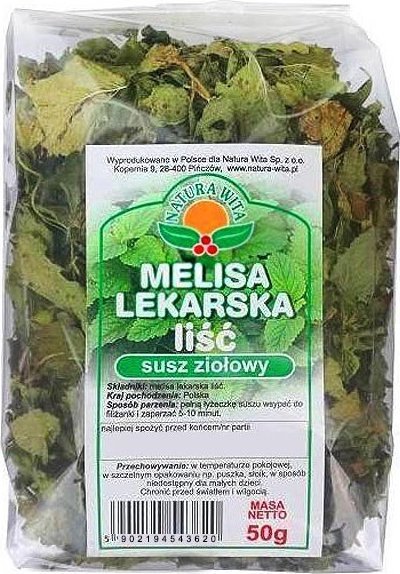 Wyprodukowano w Polsce dla Natura Wita Sp. z o.o.
Kopernia 9, 28-400 Pińczów, www.natura-wita.pl
NATURA WITA
MELISA
LEKARSKA
liść
susz ziołowy
Składniki: melisa lekarska liść.
Kraj pochodzenia: Polska
Sposób parzenia: pełną łyżeczkę suszu wsypać do
filiżanki i zaparzać 5-10 minut.
najlepiej spożyć przed końcem/nr partii
Przechowywanie: w temperaturze pokojowej,
w szczelnym opakowaniu np. puszka, słoik, w sposób
niedostępny dla małych dzieci.
Chronić przed światłem i wilgocią.
MASA
NETTO
50g
5 902194 543620